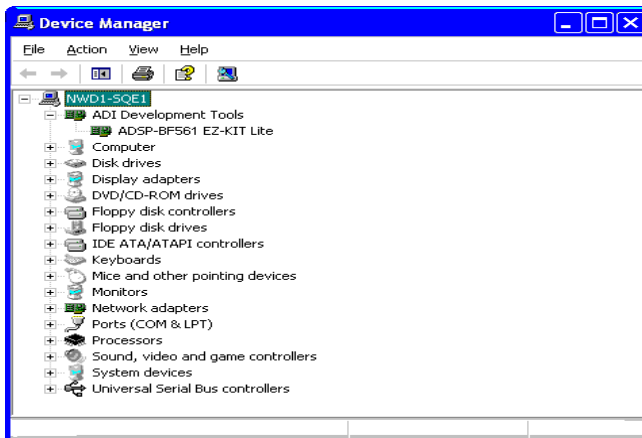 Device Manager
File Action View Help
NWD1-SQE1
ADI Development Tools
ADSP-BF561 EZ-KIT Lite
Computer
Disk drives
Display adapters
DVD/CD-ROM drives
Floppy disk controllers
Floppy disk drives
IDE ATA/ATAPI controllers
Keyboards
Mice and other pointing devices
Monitors
Network adapters
Ports (COM & LPT)
Processors
Sound, video and game controllers
System devices
Universal Serial Bus controllers